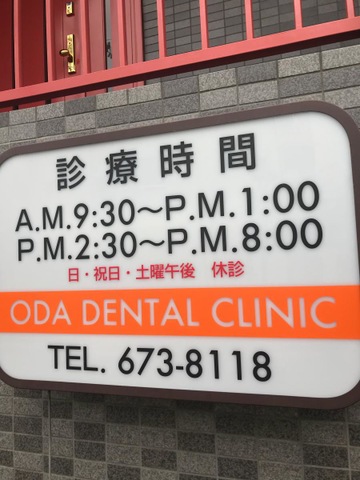 診療時間
A.M.9:30～P.M.1:00
P.M.2:30～P.M.8:00
日・祝日・土曜午後　休診
ODA DENTAL CLINIC
TEL. 673-8118